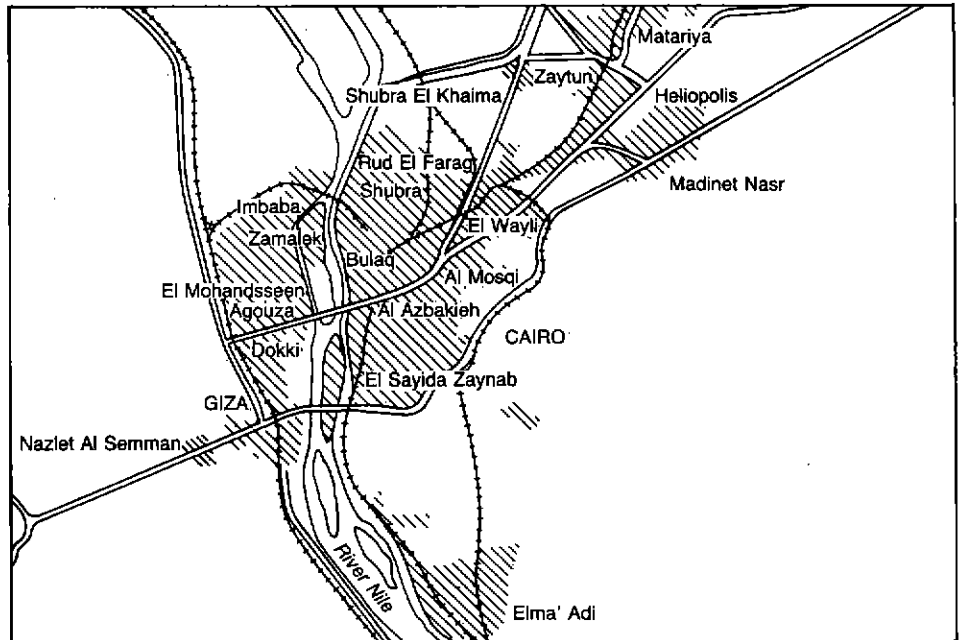 Matariya
Zaytun
Shubra El Khaima
Heliopolis
Rud El Farag
Shubra
Madinet Nasr
Imbaba
El Wayli
Zamalek
Bulaq
Al Mosqi
El Mohandsseen
Agouza
Al Azbakieh
CAIRO
Dokki
El Sayida Zaynab
GIZA
Nazlet Al Semman
River Nile
Elma' Adi